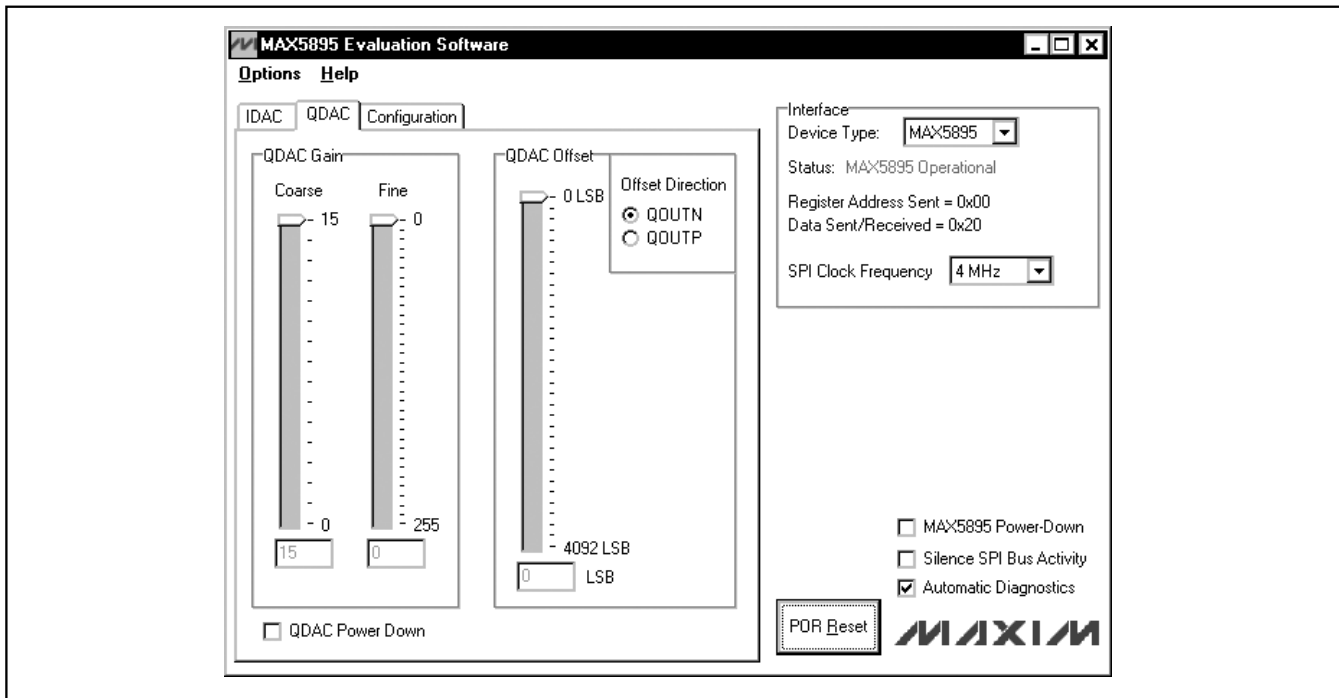 MAX5895 Evaluation Software
Options Help
IDAC QDAC Configuration
QDAC Gain
Coarse Fine
15 0
0 255
15 0
QDAC Offset
0 LSB
Offset Direction
QOUTN
QOUTP
4092 LSB
0 LSB
QDAC Power Down
Interface
Device Type: MAX5895
Status: MAX5895 Operational
Register Address Sent = 0x00
Data Sent/Received = 0x20
SPI Clock Frequency 4 MHz
MAX5895 Power-Down
Silence SPI Bus Activity
Automatic Diagnostics
POR Reset
MAXIM